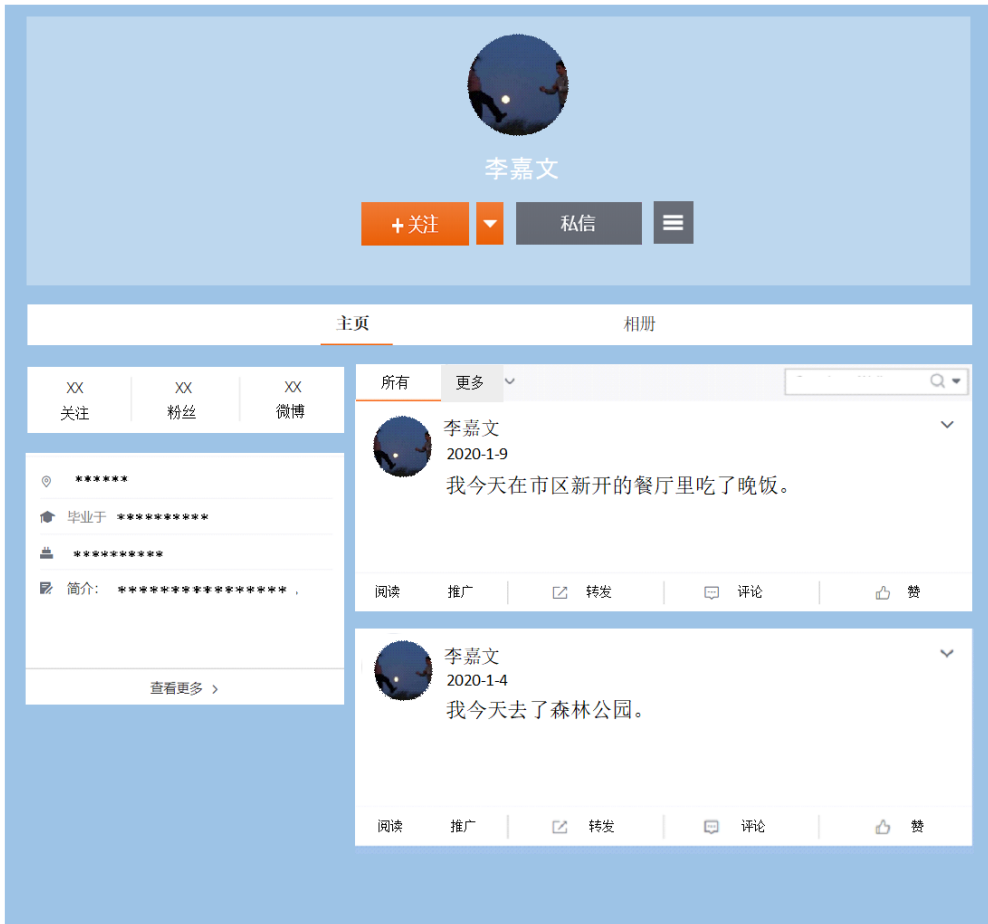 李嘉文
+关注
私信
主页
相册
XX
关注
XX
粉丝
XX
微博
******
毕业于 **********
**********
简介: ****************,
查看更多 >
所有
更多
李嘉文
2020-1-9
我今天在市区新开的餐厅里吃了晚饭。
阅读 推广 转发 评论 赞
李嘉文
2020-1-4
我今天去了森林公园。
阅读 推广 转发 评论 赞